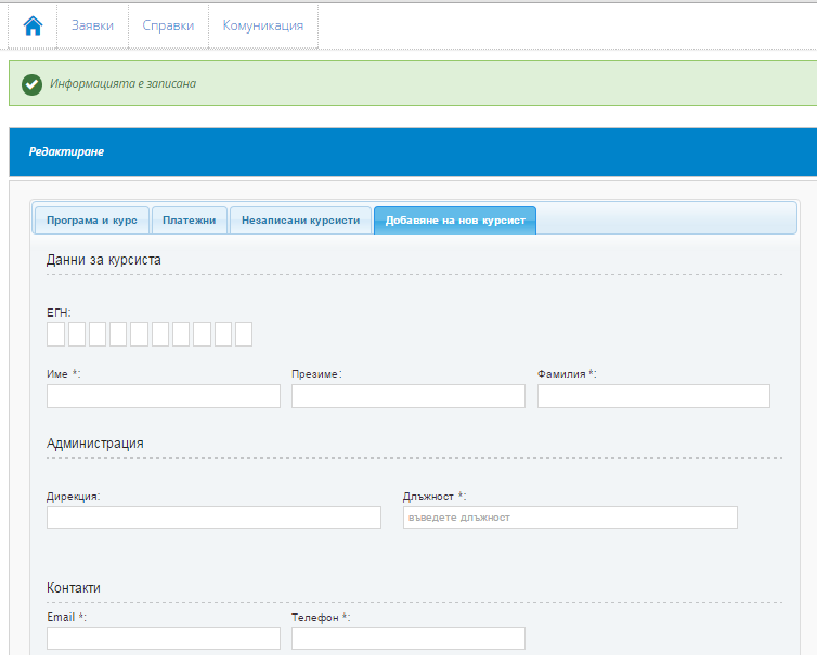 Заявки Справки Комуникация
Информацията е записана
Редактиране
Програма и курс Платежни Незаписани курсисти Добавяне на нов курсист
Данни за курсиста
ЕГН:
Име *: Презиме: Фамилия *:
Администрация
Дирекция: Длъжност *:
въведете длъжност
Контакти
Email *: Телефон *: